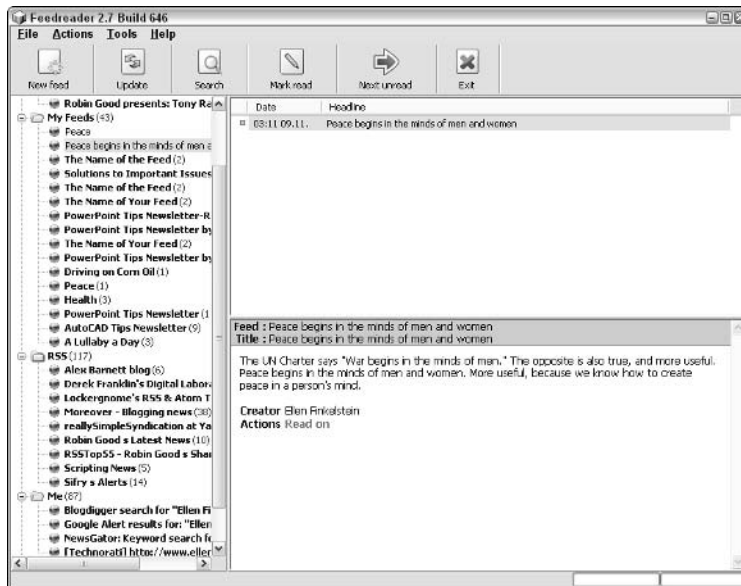 Feedreader 2.7 Build 646
File Actions Tools Help
New feed Update Search Mark read Next unread Exit
Robin Good presents: Tony Ra
My Feeds (43)
Peace
Peace begins in the minds of men a
The Name of the Feed (2)
Solutions to Important Issues
The Name of the Feed (2)
The Name of Your Feed (2)
PowerPoint Tips Newsletter-R
PowerPoint Tips Newsletter by
The Name of Your Feed (2)
PowerPoint Tips Newsletter by
Driving on Corn Oil (1)
Peace (1)
Health (3)
PowerPoint Tips Newsletter (1
AutoCAD Tips Newsletter (9)
A Lullaby a Day (3)
RSS (117)
Alex Barnett blog (6)
Derek Franklin's Digital Labora
Lockergnome's RSS & Atom T
Moreover - Blogging news (38)
reallySimpleSyndication at Ya
Robin Good s Latest News (10)
RSSTop55 - Robin Good s Shar
Scripting News (5)
Sifry s Alerts (14)
Me (87)
Blogdigger search for "Ellen Fi
Google Alert results for: "Ellen
NewsGator: Keyword search fo
[Technorati] http://www.ellen
Date Headline
03:11 09.11. Peace begins in the minds of men and women
Feed : Peace begins in the minds of men and women
Title : Peace begins in the minds of men and women
The UN Charter says "War begins in the minds of men." The opposite is also true, and more useful.
Peace begins in the minds of men and women. More useful, because we know how to create
peace in a person's mind.
Creator Ellen Finkelstein
Actions Read on